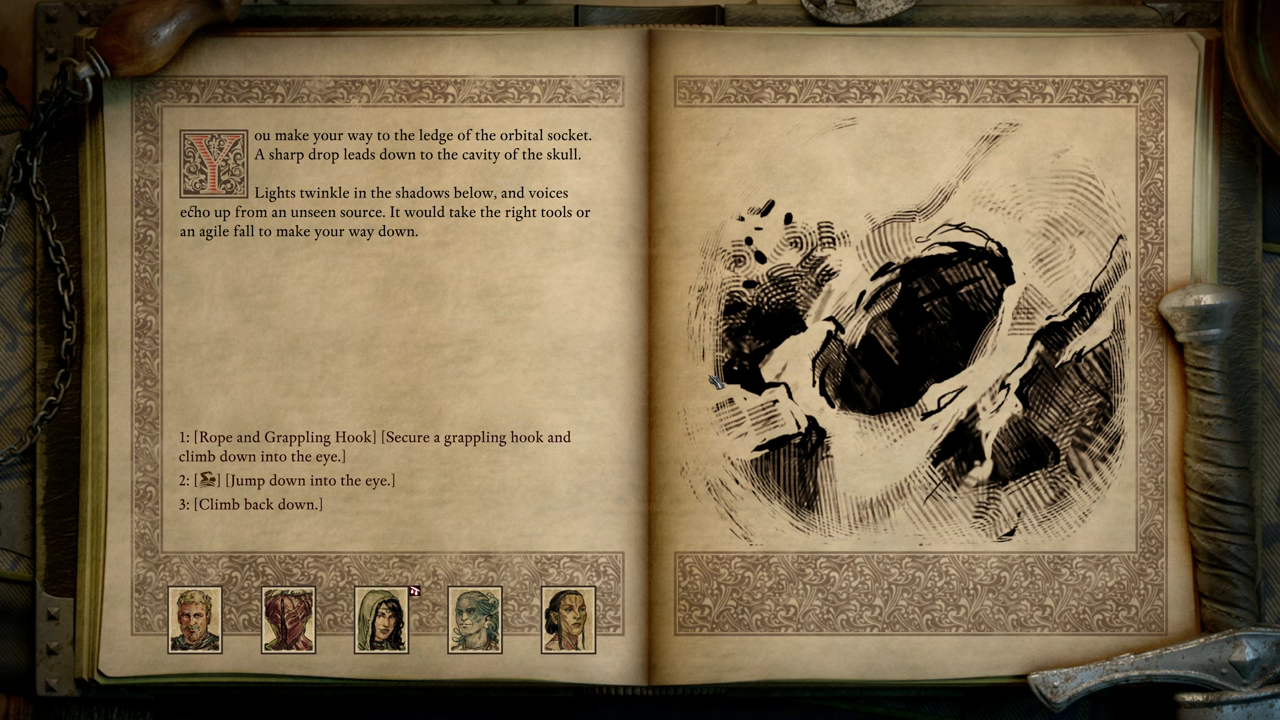 You make your way to the ledge of the orbital socket.
A sharp drop leads down to the cavity of the skull.
Lights twinkle in the shadows below, and voices
echo up from an unseen source. It would take the right tools or
an agile fall to make your way down.
1: [Rope and Grappling Hook] [Secure a grappling hook and
climb down into the eye.]
2: [] [Jump down into the eye.]
3: [Climb back down.]